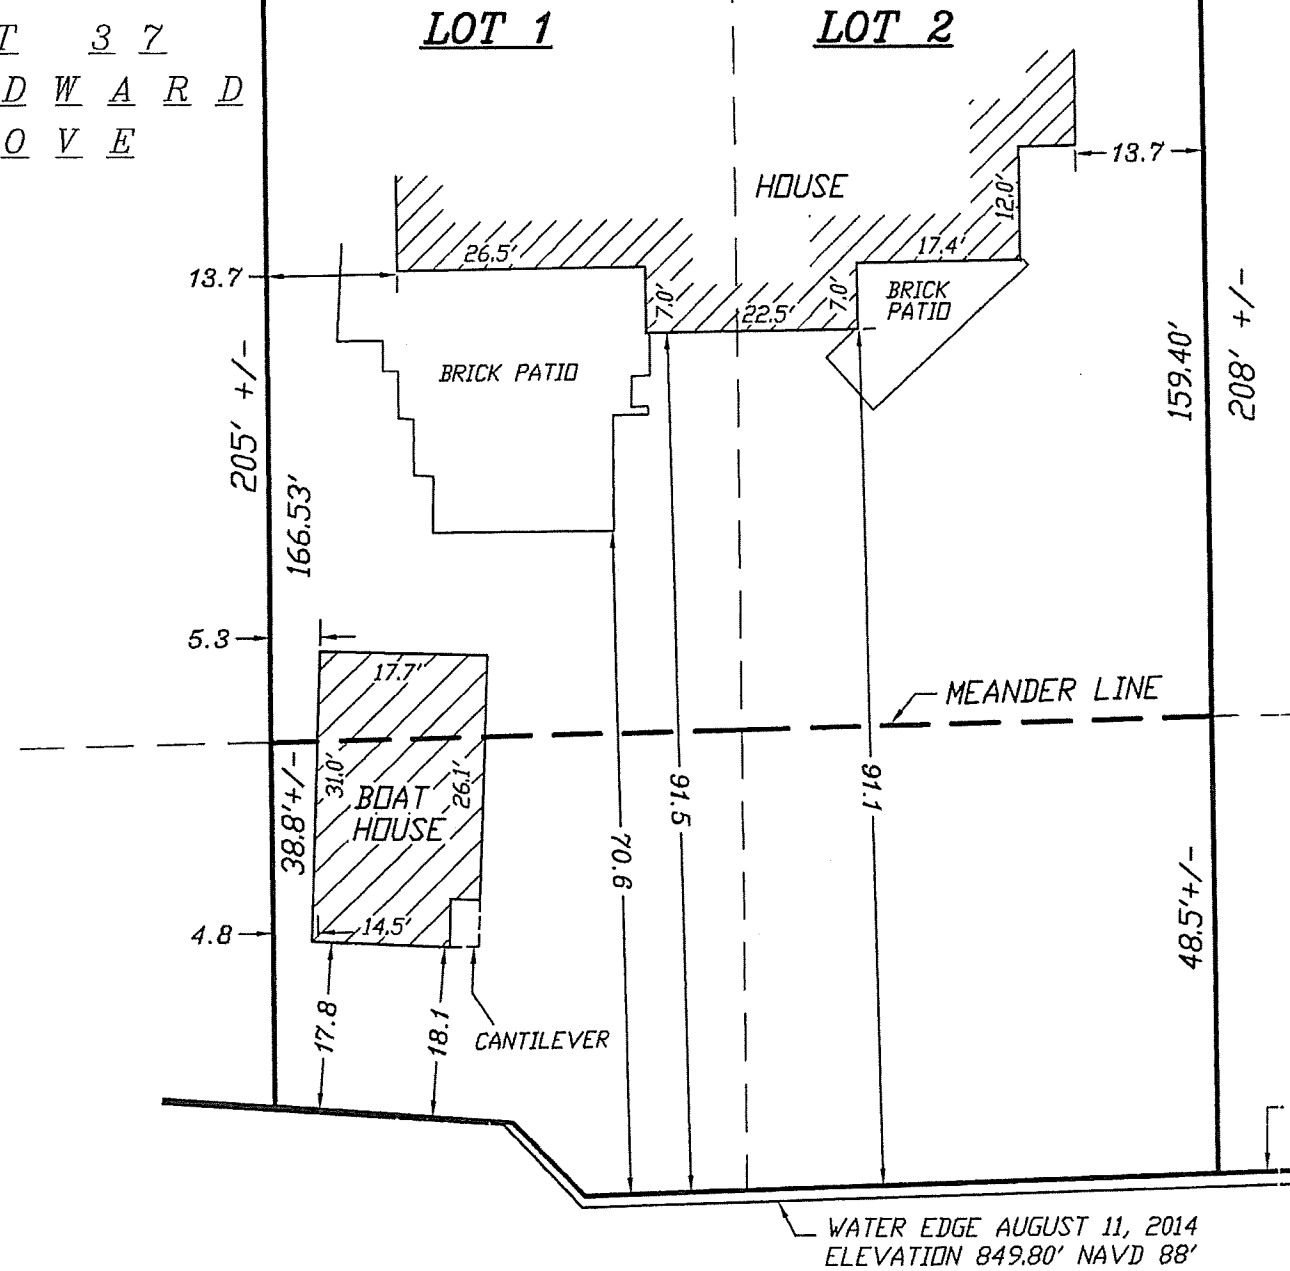 T 37
DWARD
OVE
LOT 1
LOT 2
13.7
HOUSE
12.0'
17.4'
26.5'
13.7
7.0'
22.5'
7.0'
BRICK
PATIO
BRICK PATIO
205' +/-
166.53'
159.40'
208' +/-
5.3
17.7'
MEANDER LINE
38.8'+/-
31.0'
26.1'
BOAT
HOUSE
91.5
91.1
70.6
48.5'+/-
4.8
14.5'
17.8
18.1
CANTILEVER
WATER EDGE AUGUST 11, 2014
ELEVATION 849.80' NAVD 88'